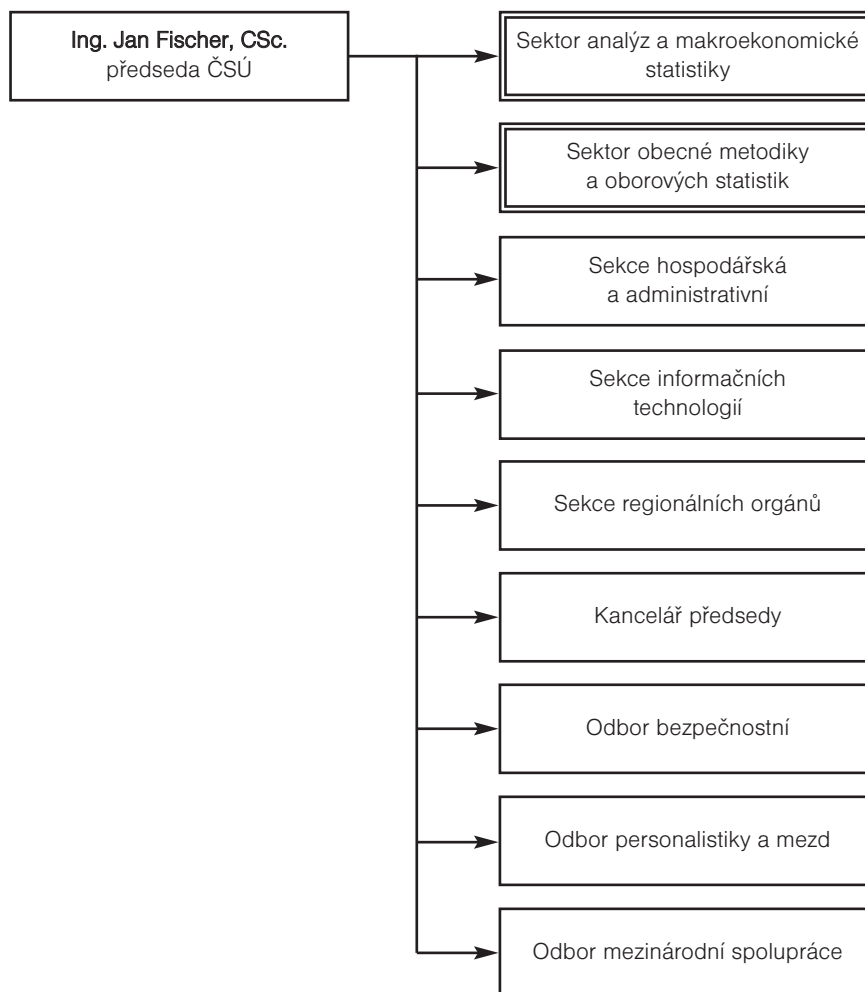 Ing. Jan Fischer, CSc.
předseda ČSÚ
Sektor analýz a makroekonomické
statistiky
Sektor obecné metodiky
a oborových statistik
Sekce hospodářská
a administrativní
Sekce informačních
technologií
Sekce regionálních orgánů
Kancelář předsedy
Odbor bezpečnostní
Odbor personalistiky a mezd
Odbor mezinárodní spolupráce